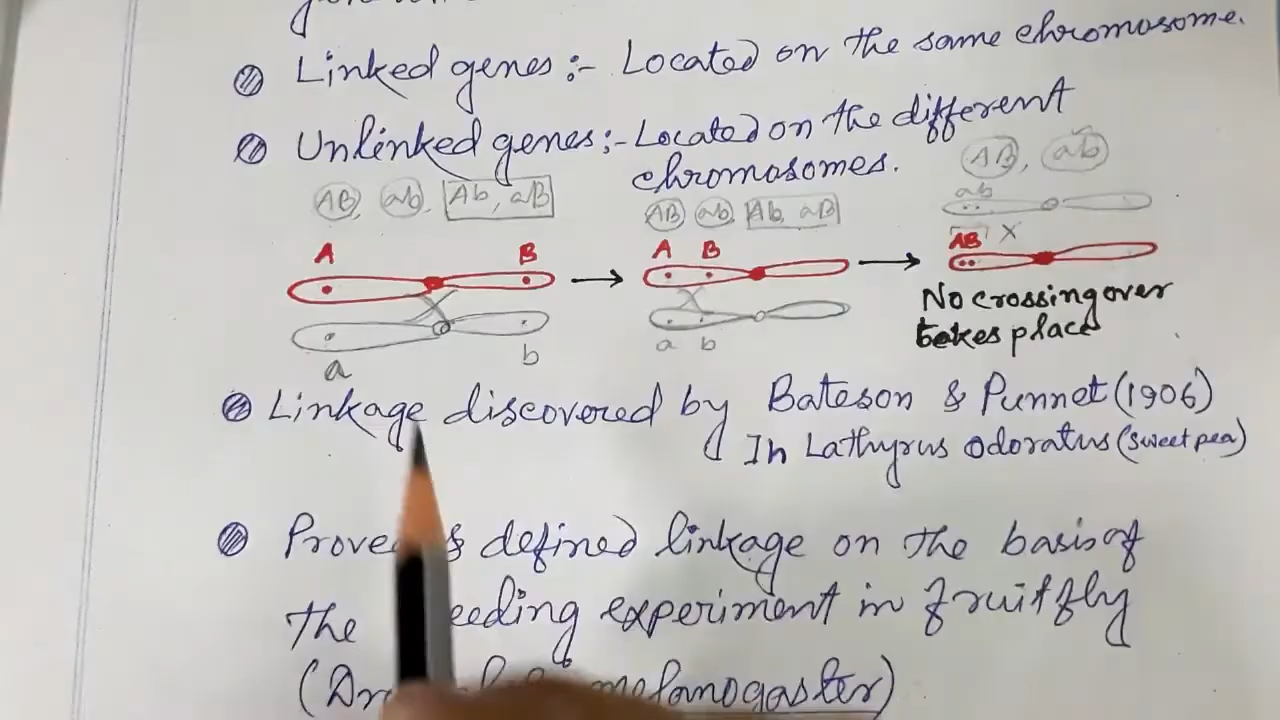 Linked genes :- Located on the same chromosome.
Unlinked genes :- Located on the different
chromosomes.
AB, ab, Ab, aB
AB ab Ab, aB
AB, ab
ab
A B
A B
AB X
No crossing over
takes place
a b
a b
Linkage discovered by Bateson & Punnet (1906)
In Lathyrus Odoratus (sweet pea)
& defined linkage on the basis of
the experiment in fruit fly
melanogaster)